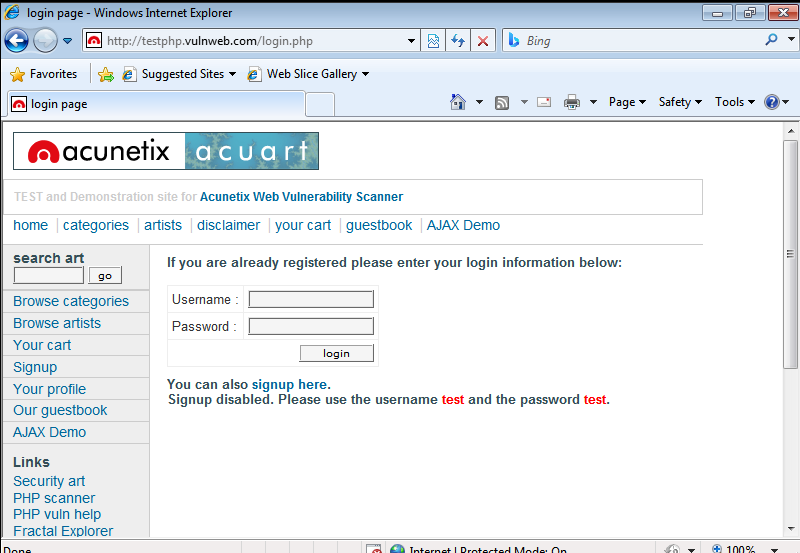 login page - Windows Internet Explorer
http://testphp.vulnweb.com/login.php
Bing
Favorites Suggested Sites Web Slice Gallery
login page
Page Safety Tools
acunetix acuart
TEST and Demonstration site for Acunetix Web Vulnerability Scanner
home categories artists disclaimer your cart guestbook AJAX Demo
search art
go
Browse categories
Browse artists
Your cart
Signup
Your profile
Our guestbook
AJAX Demo
Links
Security art
PHP scanner
PHP vuln help
Fractal Explorer
If you are already registered please enter your login information below:
Username :
Password :
login
You can also signup here.
Signup disabled. Please use the username test and the password test.
Done Internet | Protected Mode: On 100%